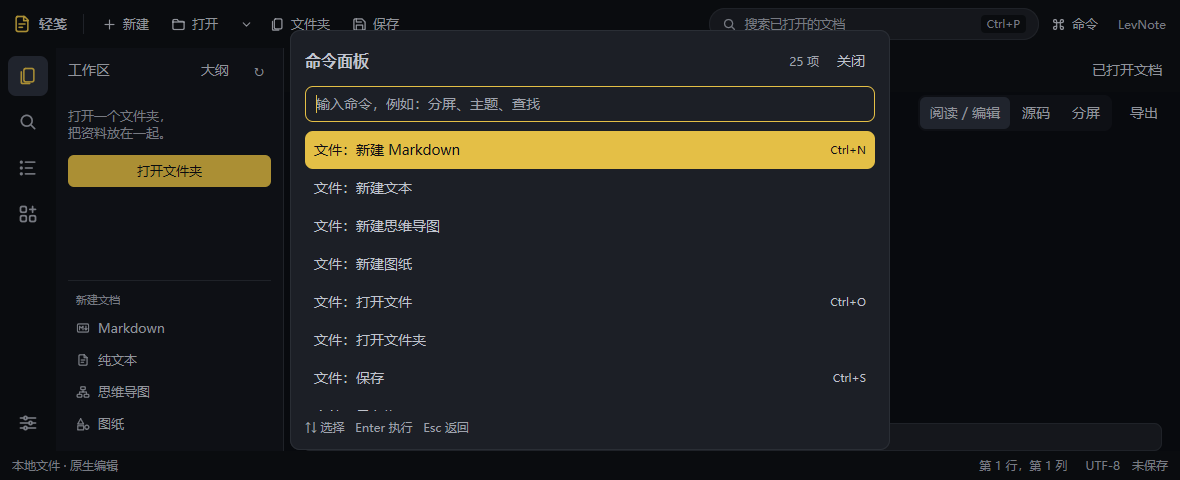 轻笺
新建
打开
文件夹
保存
搜索已打开的文档
Ctrl+P
命令
LevNote
工作区
大纲
打开一个文件夹，
把资料放在一起。
打开文件夹
新建文档
Markdown
纯文本
思维导图
图纸
命令面板
25 项
关闭
输入命令，例如：分屏、主题、查找
文件：新建 Markdown
Ctrl+N
文件：新建文本
文件：新建思维导图
文件：新建图纸
文件：打开文件
Ctrl+O
文件：打开文件夹
文件：保存
Ctrl+S
↑↓ 选择
Enter 执行
Esc 返回
已打开文档
阅读 / 编辑
源码
分屏
导出
本地文件 · 原生编辑
第 1 行，第 1 列
UTF-8
未保存